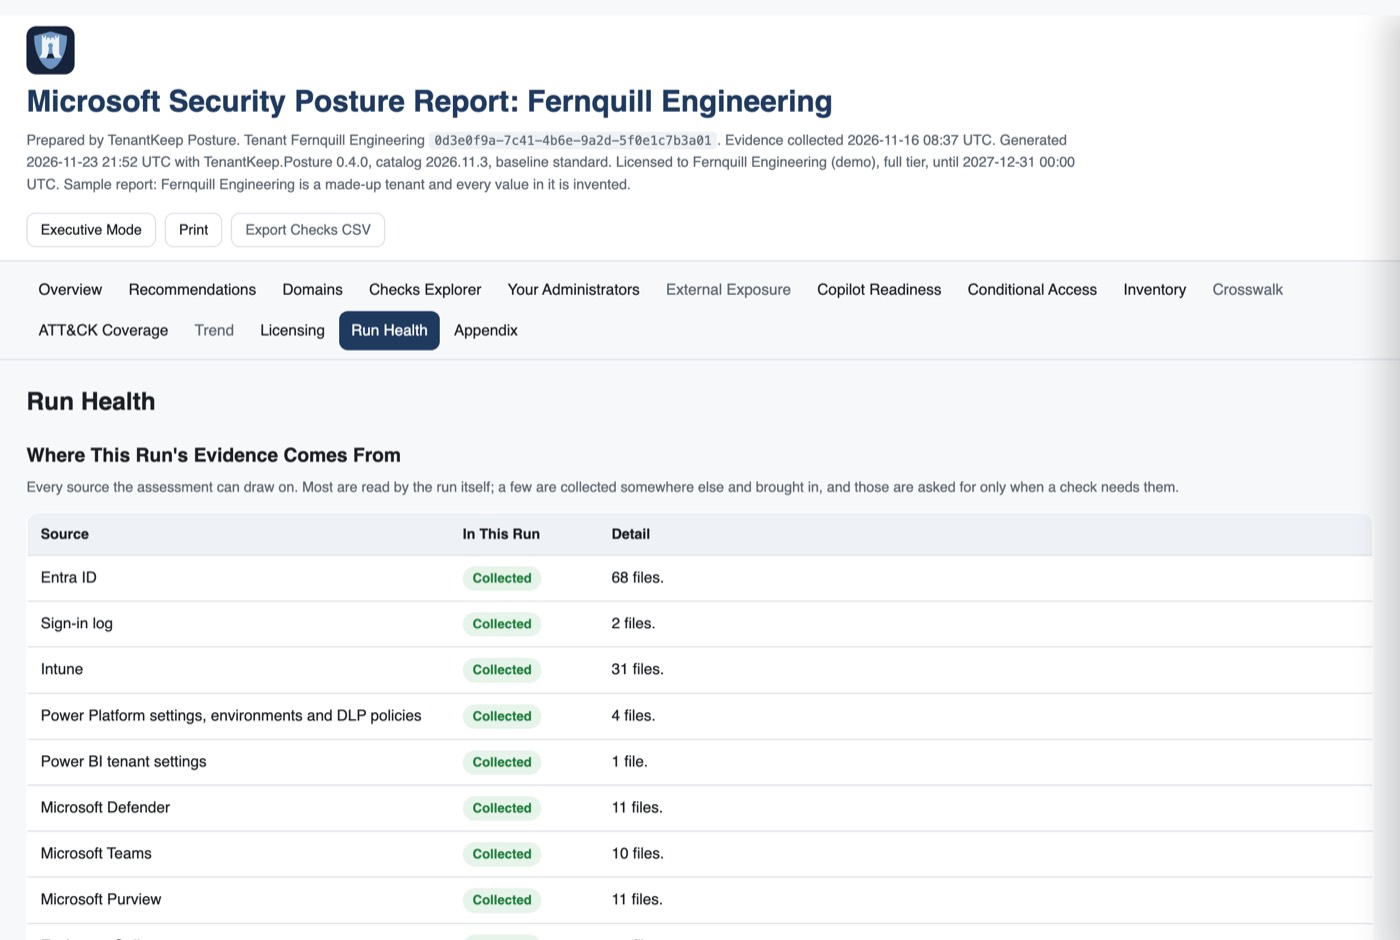 Microsoft Security Posture Report: Fernquill Engineering
Prepared by TenantKeep Posture. Tenant Fernquill Engineering 0d3e0f9a-7c41-4b6e-9a2d-5f0e1c7b3a01 . Evidence collected 2026-11-16 08:37 UTC. Generated
2026-11-23 21:52 UTC with TenantKeep.Posture 0.4.0, catalog 2026.11.3, baseline standard. Licensed to Fernquill Engineering (demo), full tier, until 2027-12-31 00:00
UTC. Sample report: Fernquill Engineering is a made-up tenant and every value in it is invented.
Executive Mode Print Export Checks CSV
Overview Recommendations Domains Checks Explorer Your Administrators External Exposure Copilot Readiness Conditional Access Inventory Crosswalk
ATT&CK Coverage Trend Licensing Run Health Appendix
Run Health
Where This Run's Evidence Comes From
Every source the assessment can draw on. Most are read by the run itself; a few are collected somewhere else and brought in, and those are asked for only when a check needs them.
Source In This Run Detail
Entra ID Collected 68 files.
Sign-in log Collected 2 files.
Intune Collected 31 files.
Power Platform settings, environments and DLP policies Collected 4 files.
Power BI tenant settings Collected 1 file.
Microsoft Defender Collected 11 files.
Microsoft Teams Collected 10 files.
Microsoft Purview Collected 11 files.